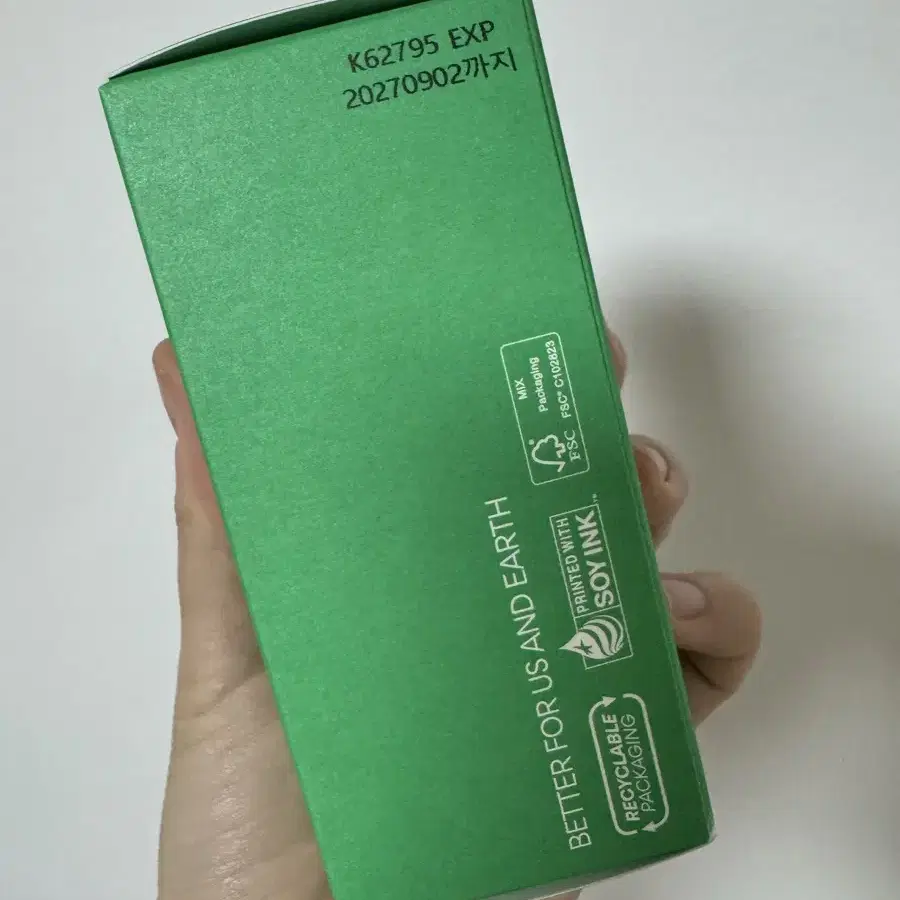 K62795 EXP
20270902까지
MIX
Packaging
FSC® C102823
FSC
BETTER FOR US AND EARTH
PRINTED WITH
SOY INK™
RECYCLABLE
PACKAGING